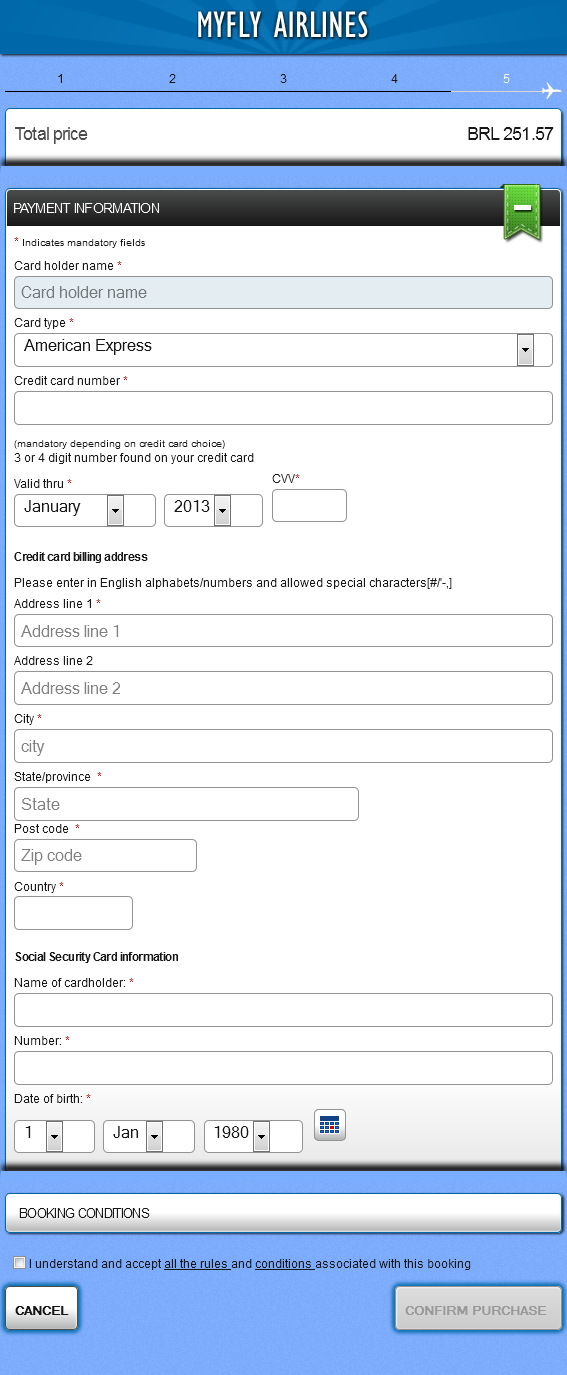 MYFLY AIRLINES
1 2 3 4 5
Total price BRL 251.57
PAYMENT INFORMATION
* Indicates mandatory fields
Card holder name *
Card holder name
Card type *
American Express
Credit card number *
(mandatory depending on credit card choice)
3 or 4 digit number found on your credit card
Valid thru * CVV*
January 2013
Credit card billing address
Please enter in English alphabets/numbers and allowed special characters[#/'-,]
Address line 1 *
Address line 1
Address line 2
Address line 2
City *
city
State/province *
State
Post code *
Zip code
Country *
Social Security Card information
Name of cardholder: *
Number: *
Date of birth: *
1 Jan 1980
BOOKING CONDITIONS
I understand and accept all the rules and conditions associated with this booking
CANCEL CONFIRM PURCHASE